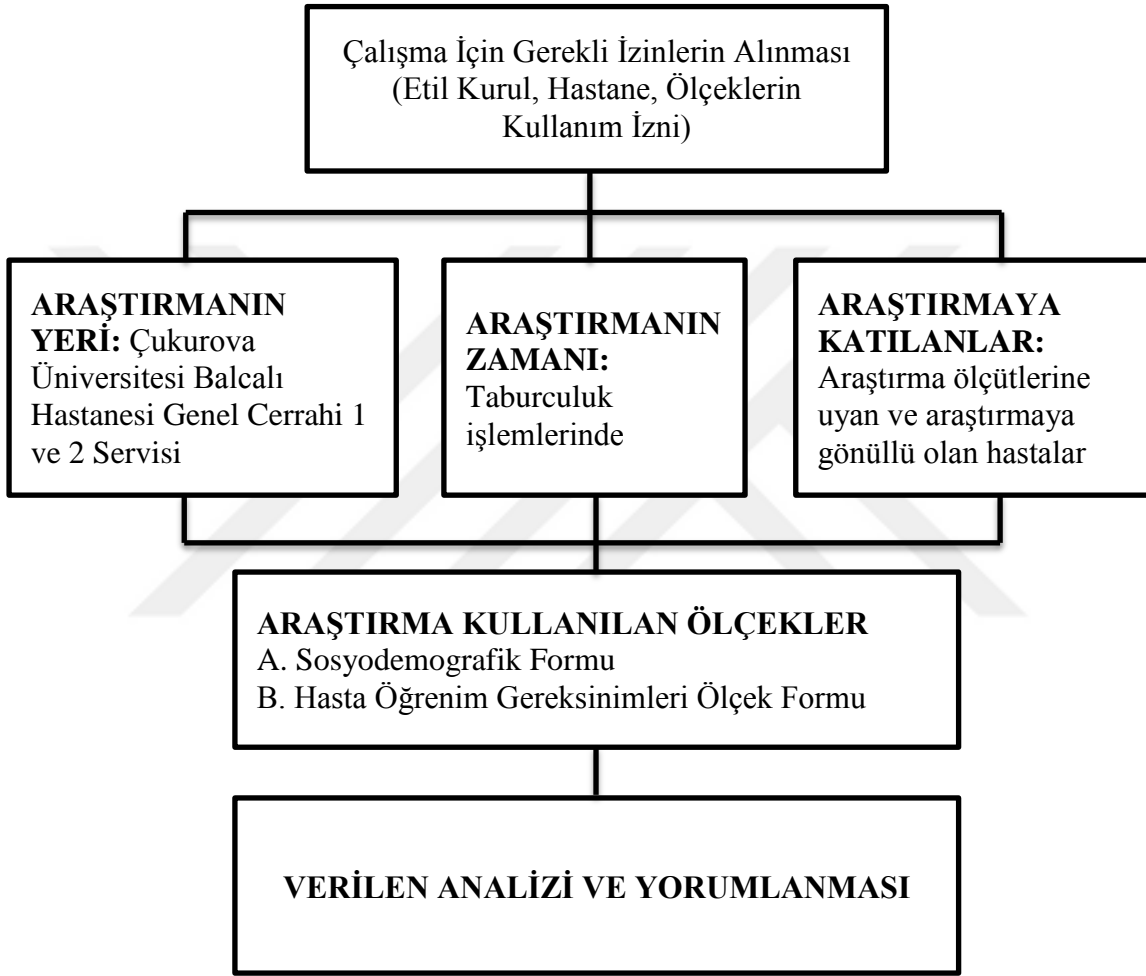 Çalışma İçin Gerekli İzinlerin Alınması
(Etil Kurul, Hastane, Ölçeklerin
Kullanım İzni)
ARAŞTIRMANIN
YERİ: Çukurova
Üniversitesi Balcalı
Hastanesi Genel Cerrahi 1
ve 2 Servisi
ARAŞTIRMANIN
ZAMANI:
Taburculuk
işlemlerinde
ARAŞTIRMAYA
KATILANLAR:
Araştırma ölçütlerine
uyan ve araştırmaya
gönüllü olan hastalar
ARAŞTIRMA KULLANILAN ÖLÇEKLER
A. Sosyodemografik Formu
B. Hasta Öğrenim Gereksinimleri Ölçek Formu
VERİLEN ANALİZİ VE YORUMLANMASI